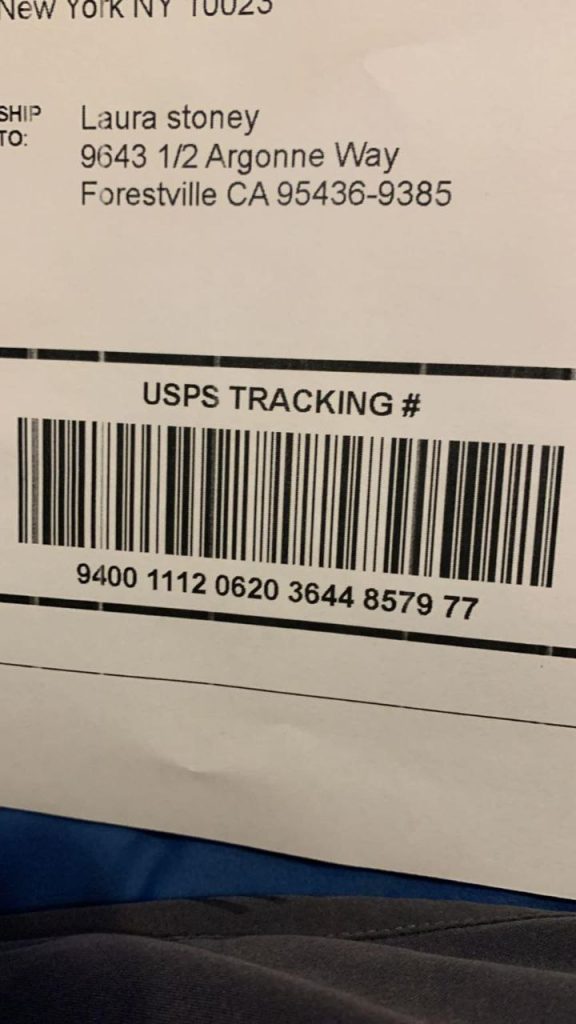 New York NY 10023
SHIP
TO:
Laura stoney
9643 1/2 Argonne Way
Forestville CA 95436-9385
USPS TRACKING #
9400 1112 0620 3644 8579 77